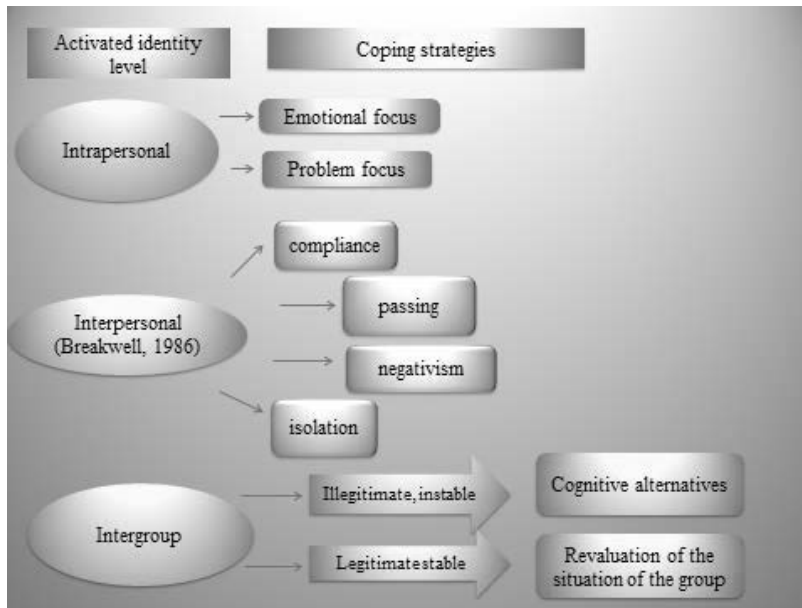 Activated identity
level
Coping strategies
Intrapersonal
Emotional focus
Problem focus
Interpersonal
(Breakwell, 1986)
compliance
passing
negativism
isolation
Intergroup
Illegitimate, instable
Cognitive alternatives
Legitimate stable
Revaluation of the
situation of the group